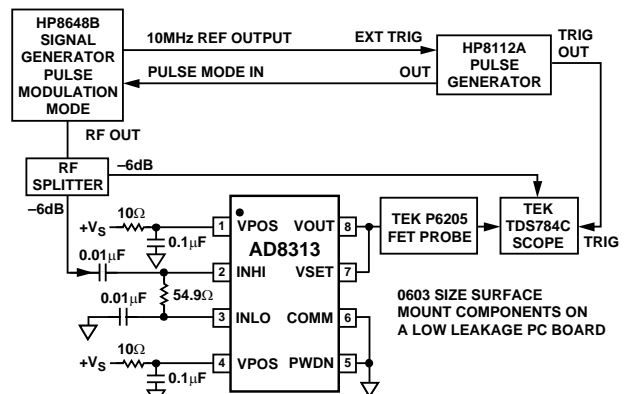 HP8648B
SIGNAL
GENERATOR
PULSE
MODULATION
MODE
10MHz REF OUTPUT
EXT TRIG
PULSE MODE IN
OUT
HP8112A
PULSE
GENERATOR
TRIG
OUT
RF OUT
RF
SPLITTER
–6dB
–6dB
+VS
10Ω
0.1μF
0.01μF
54.9Ω
0.01μF
+VS
10Ω
0.1μF
1 VPOS
VOUT 8
AD8313
2 INHI
VSET 7
3 INLO
COMM 6
4 VPOS
PWDN 5
TEK P6205
FET PROBE
TEK
TDS784C
SCOPE
TRIG
0603 SIZE SURFACE
MOUNT COMPONENTS ON
A LOW LEAKAGE PC BOARD